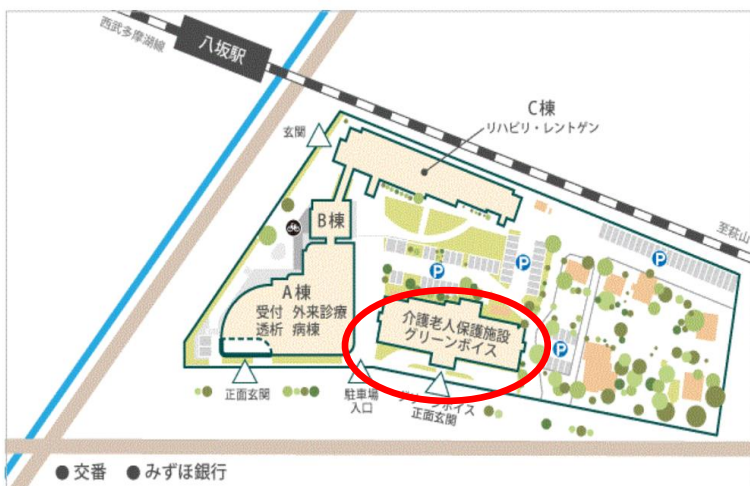 八坂駅
西武多摩湖線
C棟
リハビリ・レントゲン
玄関
B棟
至萩山
P
P
P
A棟
受付 外来診療
透析 病棟
介護老人保護施設
グリーンボイス
P
正面玄関
駐車場
入口
グリーンボイス
正面玄関
● 交番 ● みずほ銀行